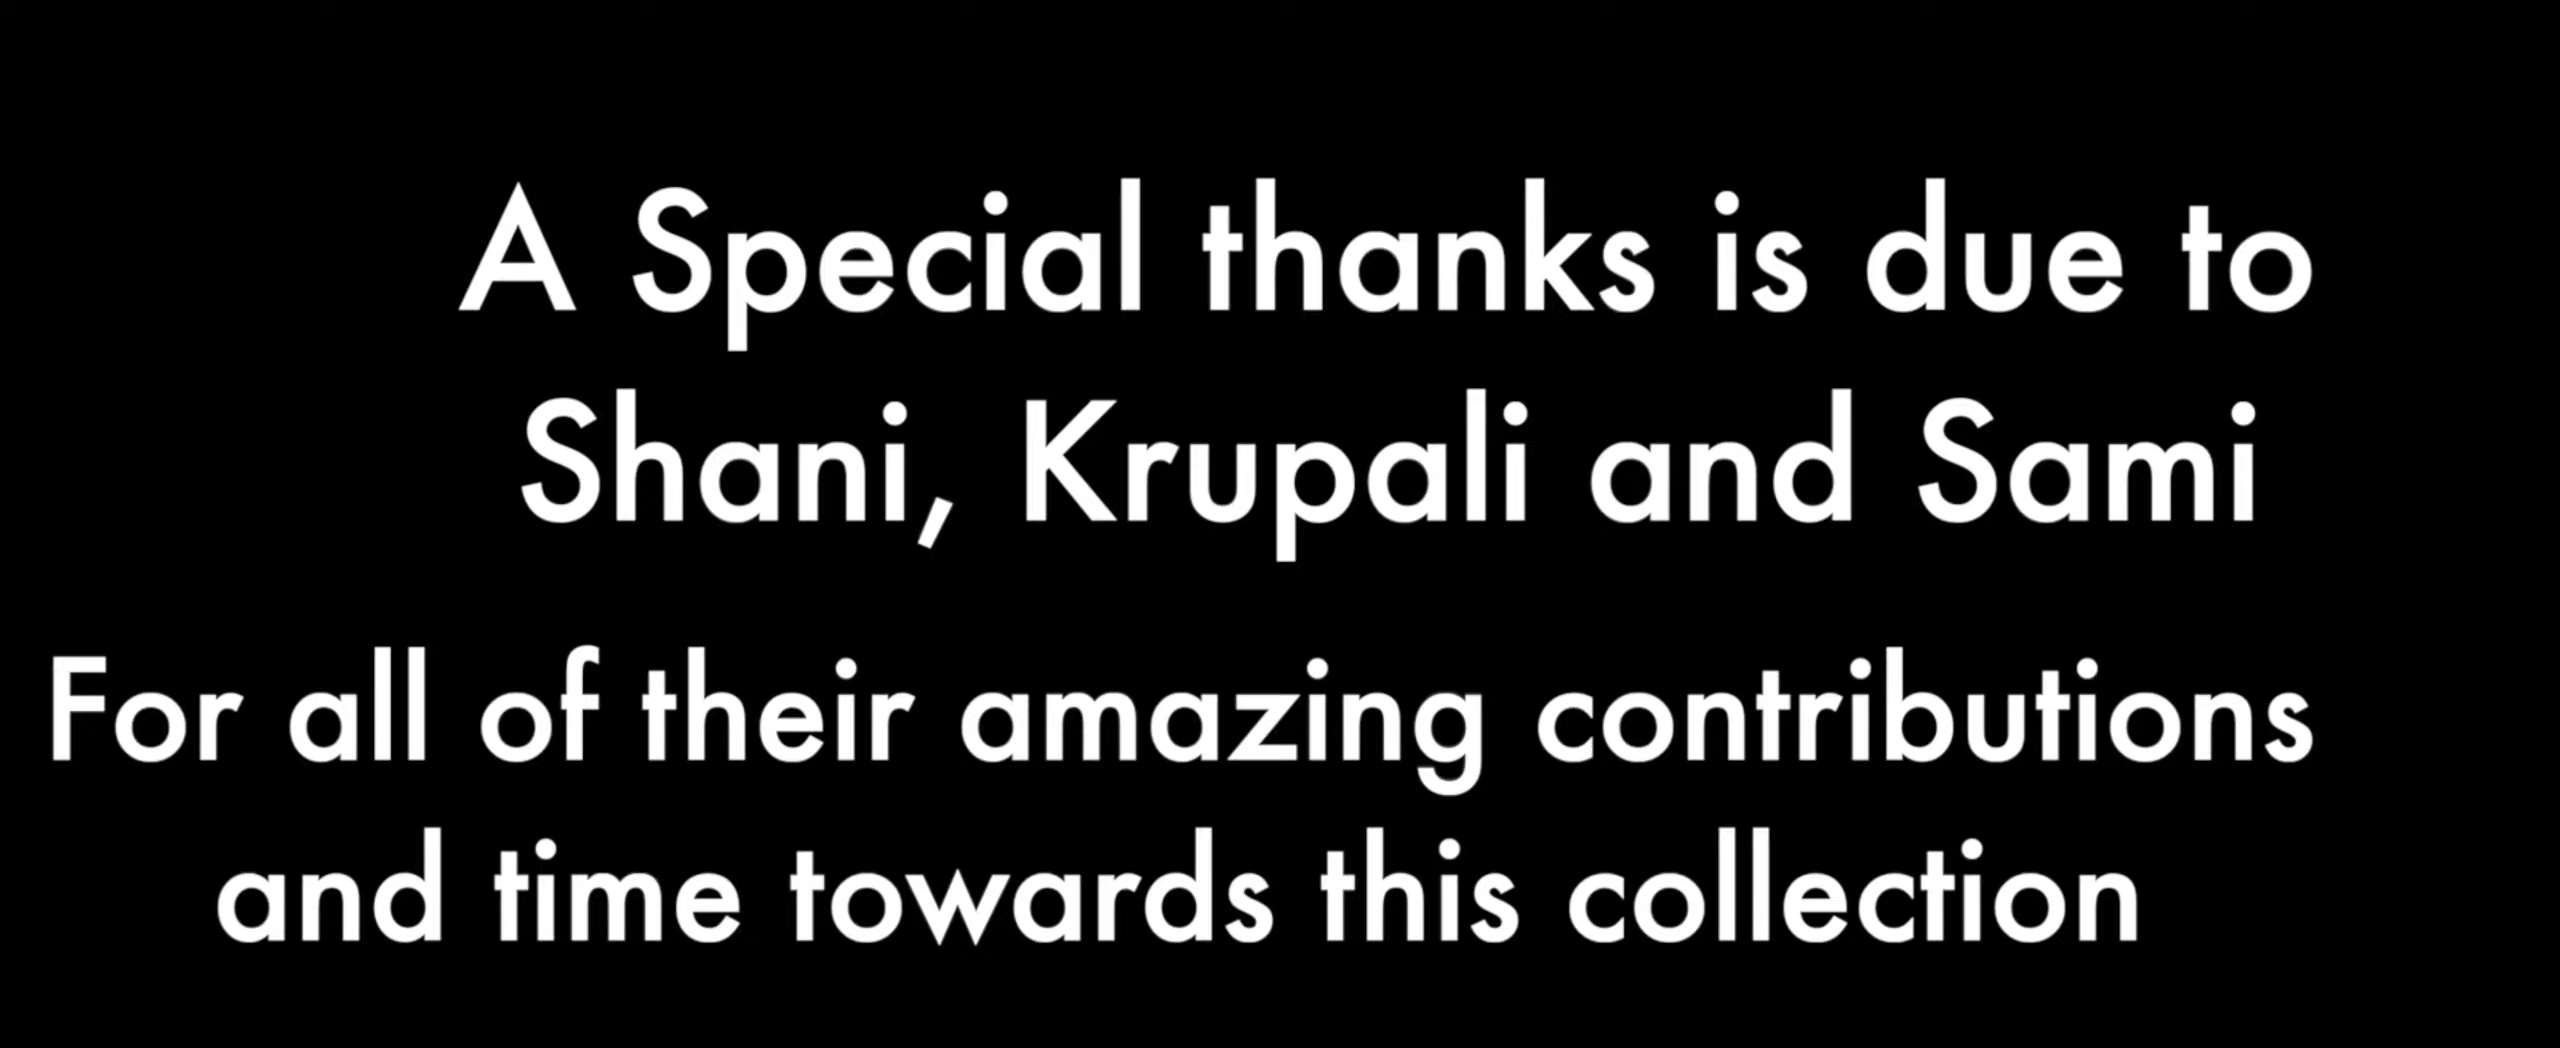 A Special thanks is due to
Shani, Krupali and Sami
For all of their amazing contributions
and time towards this collection